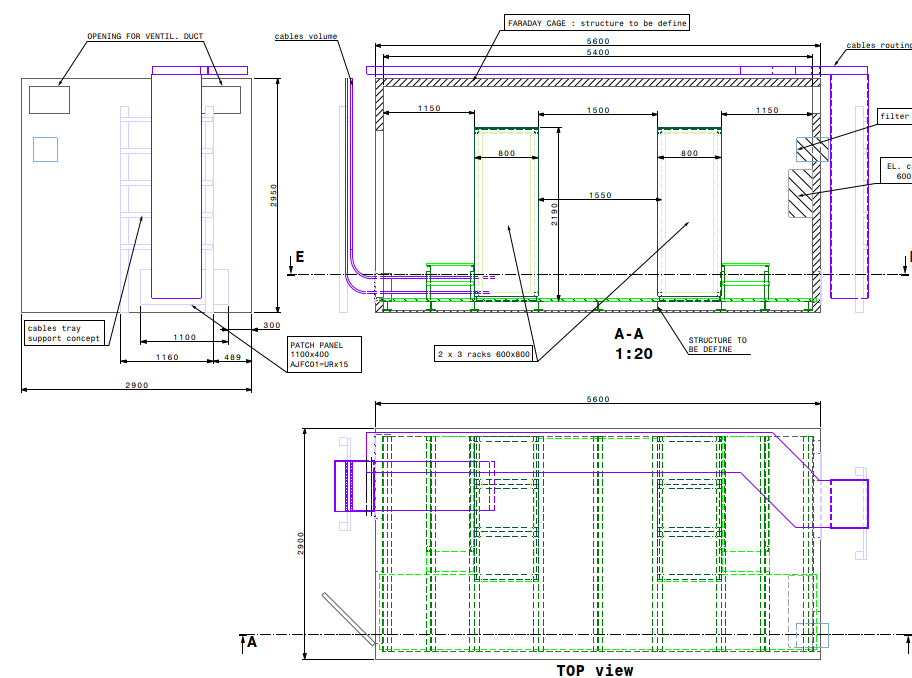 FARADAY CAGE : structure to be define
OPENING FOR VENTIL. DUCT
cables volume
5600
5400
cables routing
1150
1500
1150
filter
800
800
EL. c
600
1550
2190
2950
E
cables tray
support concept
300
1100
1160
489
2900
PATCH PANEL
1100x400
AJFC01=URx15
2 x 3 racks 600x800
A-A
1:20
STRUCTURE TO
BE DEFINE
5600
2900
A
TOP view